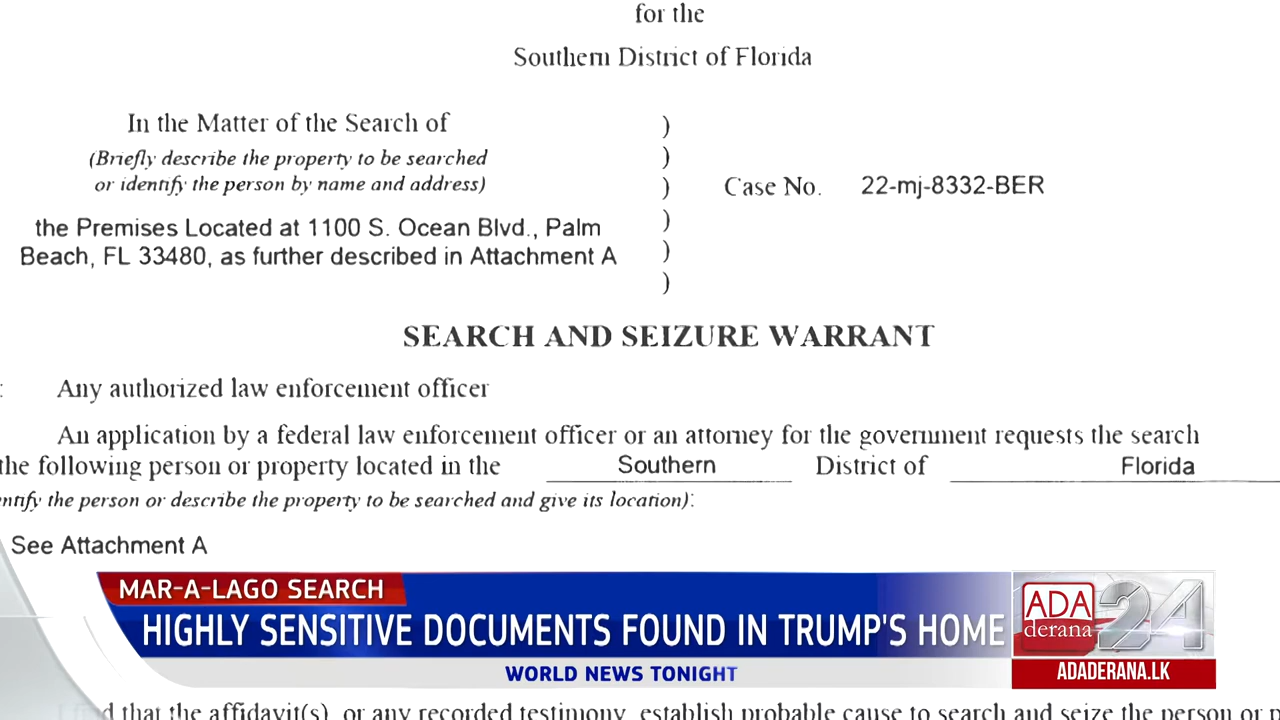 for the
Southern District of Florida
In the Matter of the Search of
(Briefly describe the property to be searched
or identify the person by name and address)
the Premises Located at 1100 S. Ocean Blvd., Palm
Beach, FL 33480, as further described in Attachment A
)
)
)
)
)
)
Case No. 22-mj-8332-BER
SEARCH AND SEIZURE WARRANT
: Any authorized law enforcement officer
An application by a federal law enforcement officer or an attorney for the government requests the search
the following person or property located in the Southern District of Florida
ntify the person or describe the property to be searched and give its location):
See Attachment A
MAR-A-LAGO SEARCH
HIGHLY SENSITIVE DOCUMENTS FOUND IN TRUMP'S HOME
WORLD NEWS TONIGHT
ADA
derana
24
ADADERANA.LK
that the affidavit(s), or any recorded testimony, establish probable cause to search and seize the person or